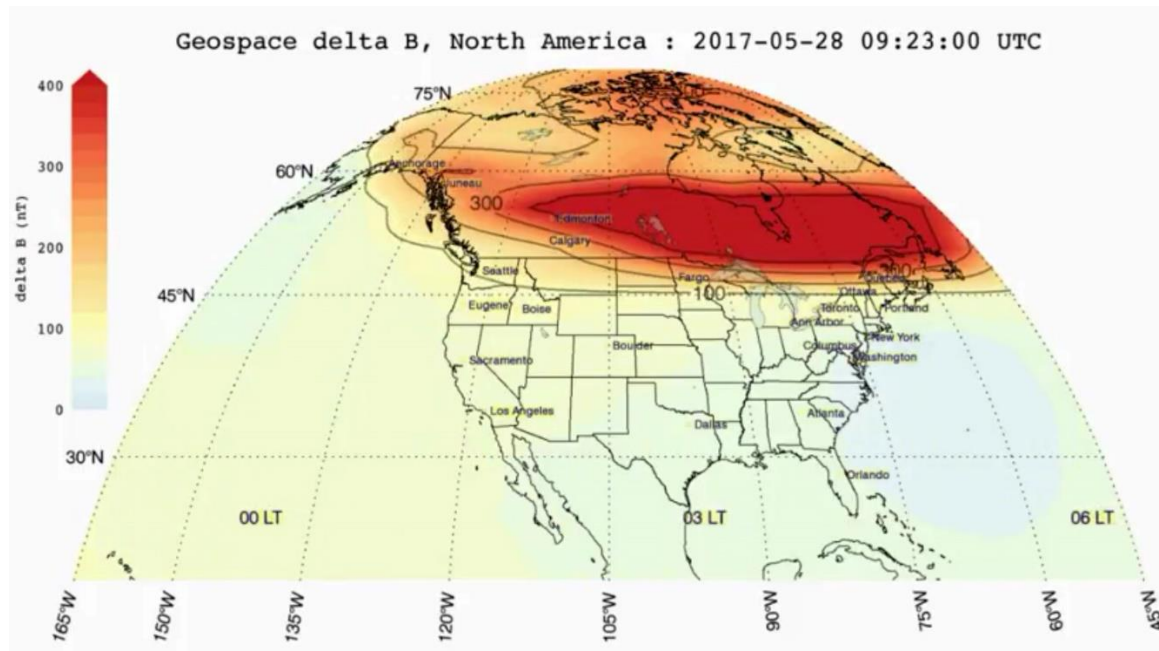 Geospace delta B, North America : 2017-05-28 09:23:00 UTC
400
300
200
100
0
delta B (nT)
75°N
60°N
45°N
30°N
Anchorage
Juneau
300
Edmonton
Calgary
Seattle
Fargo
100
Quebec
Ottawa
Eugene
Boise
Toronto
Portland
Ann Arbor
Boulder
Columbus
New York
Washington
Sacramento
Los Angeles
Dallas
Atlanta
Orlando
00 LT
03 LT
06 LT
165°W
150°W
135°W
120°W
105°W
90°W
75°W
60°W
45°W